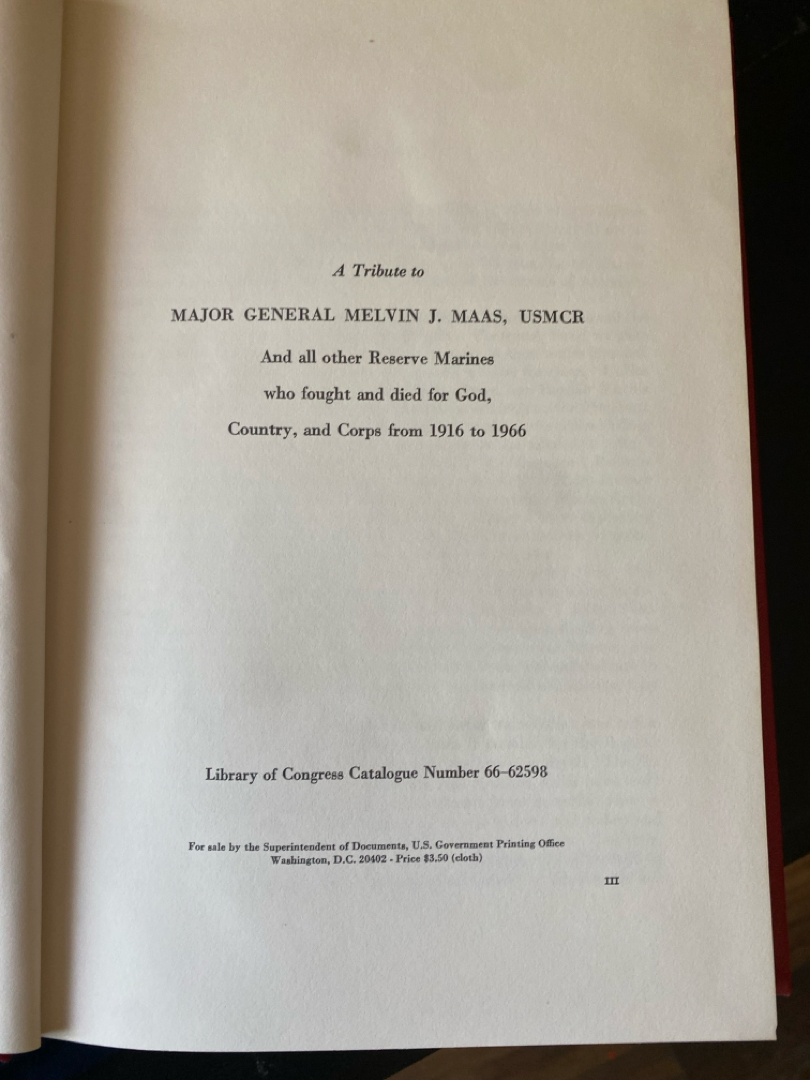 A Tribute to
MAJOR GENERAL MELVIN J. MAAS, USMCR
And all other Reserve Marines
who fought and died for God,
Country, and Corps from 1916 to 1966
Library of Congress Catalogue Number 66–62598
For sale by the Superintendent of Documents, U.S. Government Printing Office
Washington, D.C. 20402 - Price $3.50 (cloth)
III